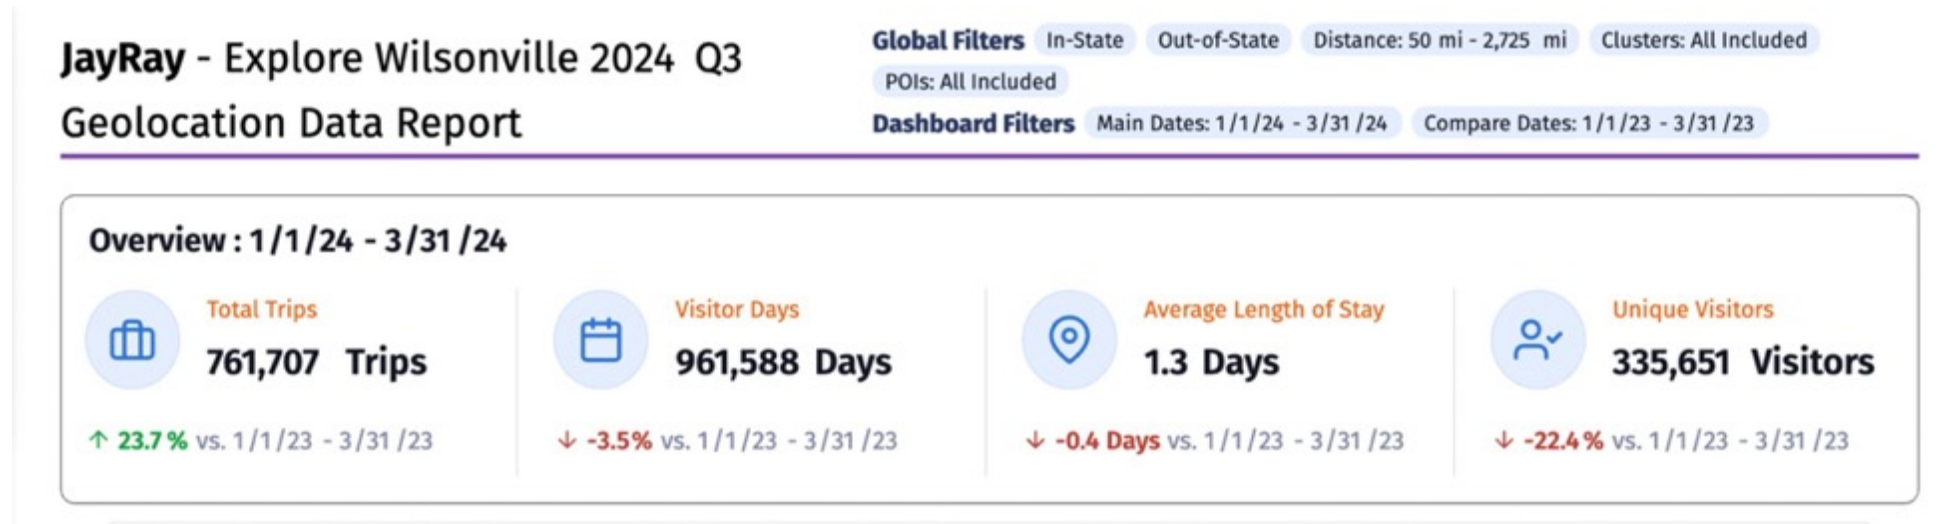 JayRay - Explore Wilsonville 2024 Q3
Geolocation Data Report
Global Filters In-State Out-of-State Distance: 50 mi - 2,725 mi Clusters: All Included
POIs: All Included
Dashboard Filters Main Dates: 1/1/24 - 3/31/24 Compare Dates: 1/1/23 - 3/31/23
Overview : 1/1/24 - 3/31/24
Total Trips
761,707 Trips
↑ 23.7% vs. 1/1/23 - 3/31/23
Visitor Days
961,588 Days
↓ -3.5% vs. 1/1/23 - 3/31/23
Average Length of Stay
1.3 Days
↓ -0.4 Days vs. 1/1/23 - 3/31/23
Unique Visitors
335,651 Visitors
↓ -22.4% vs. 1/1/23 - 3/31/23